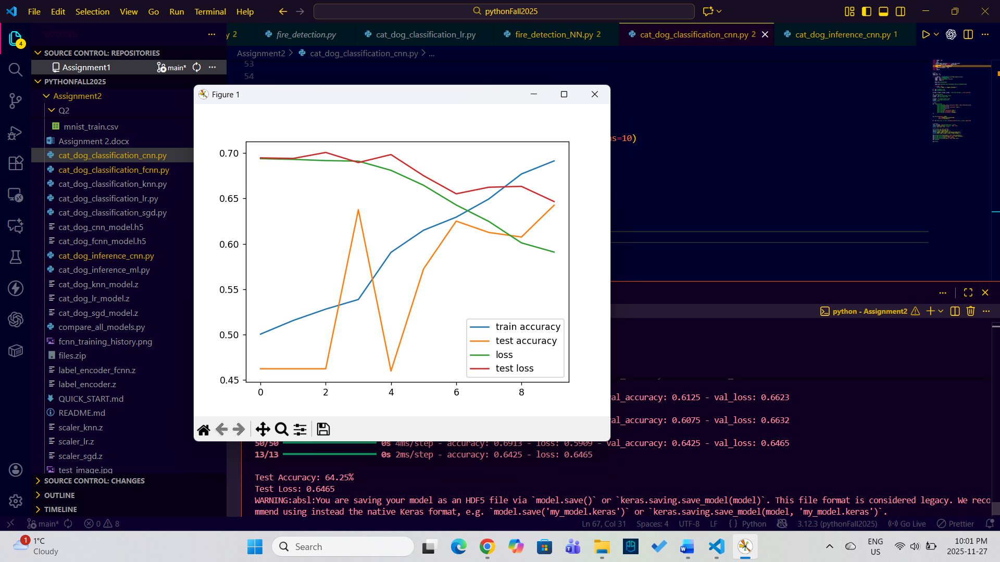 File Edit Selection View Go Run Terminal Help
pythonFall2025
EXPLORER
y 2
fire_detection.py
cat_dog_classification_lr.py
fire_detection_NN.py 2
cat_dog_classification_cnn.py 2
cat_dog_inference_cnn.py 1
SOURCE CONTROL: REPOSITORIES
Assignment1 main*
PYTHONFALL2025
Assignment2
Q2
mnist_train.csv
Assignment 2.docx
cat_dog_classification_cnn.py
cat_dog_classification_fcnn.py
cat_dog_classification_knn.py
cat_dog_classification_lr.py
cat_dog_classification_sgd.py
cat_dog_cnn_model.h5
cat_dog_fcnn_model.h5
cat_dog_inference_cnn.py
cat_dog_inference_ml.py
cat_dog_knn_model.z
cat_dog_lr_model.z
cat_dog_sgd_model.z
compare_all_models.py
fcnn_training_history.png
files.zip
label_encoder_fcnn.z
label_encoder.z
QUICK_START.md
README.md
scaler_knn.z
scaler_lr.z
scaler_sgd.z
test_image.jpg
SOURCE CONTROL: CHANGES
OUTLINE
TIMELINE
4
Assignment2 > cat_dog_classification_cnn.py > ...
53
54
s=10)
Figure 1
0.70
0.65
0.60
0.55
0.50
0.45
0 2 4 6 8
train accuracy
test accuracy
loss
test loss
python - Assignment2
al_accuracy: 0.6125 - val_loss: 0.6623
al_accuracy: 0.6075 - val_loss: 0.6632
50/50 0s 4ms/step - accuracy: 0.6913 - loss: 0.5909 - val_accuracy: 0.6425 - val_loss: 0.6465
13/13 0s 2ms/step - accuracy: 0.6425 - loss: 0.6465
Test Accuracy: 64.25%
Test Loss: 0.6465
WARNING:absl:You are saving your model as an HDF5 file via `model.save()` or `keras.saving.save_model(model)`. This file format is considered legacy. We reco
mmend using instead the native Keras format, e.g. `model.save('my_model.keras')` or `keras.saving.save_model(model, 'my_model.keras')`.
main* 0 8 Ln 67, Col 31 Spaces: 4 UTF-8 LF { } Python 3.12.3 (pythonFall2025) Go Live Prettier
1
1°C
Cloudy
Search
ENG
US
10:01 PM
2025-11-27